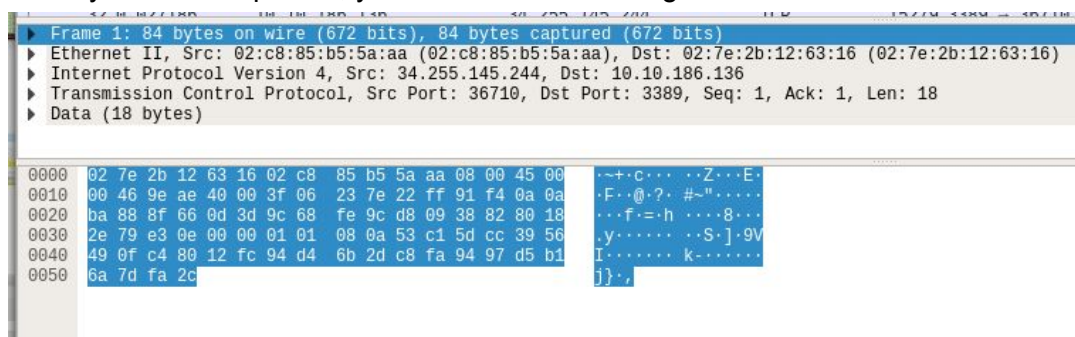 Frame 1: 84 bytes on wire (672 bits), 84 bytes captured (672 bits)
Ethernet II, Src: 02:c8:85:b5:5a:aa (02:c8:85:b5:5a:aa), Dst: 02:7e:2b:12:63:16 (02:7e:2b:12:63:16)
Internet Protocol Version 4, Src: 34.255.145.244, Dst: 10.10.186.136
Transmission Control Protocol, Src Port: 36710, Dst Port: 3389, Seq: 1, Ack: 1, Len: 18
Data (18 bytes)
0000 02 7e 2b 12 63 16 02 c8 85 b5 5a aa 08 00 45 00 ·~+·c··· ··Z···E·
0010 00 46 9e ae 40 00 3f 06 23 7e 22 ff 91 f4 0a 0a ·F··@·?· #~"·····
0020 ba 88 8f 66 0d 3d 9c 68 fe 9c d8 09 38 82 80 18 ···f·=·h ····8···
0030 2e 79 e3 0e 00 00 01 01 08 0a 53 c1 5d cc 39 56 .y······ ··S·]·9V
0040 49 0f c4 80 12 fc 94 d4 6b 2d c8 fa 94 97 d5 b1 I······· k-······
0050 6a 7d fa 2c j}·,